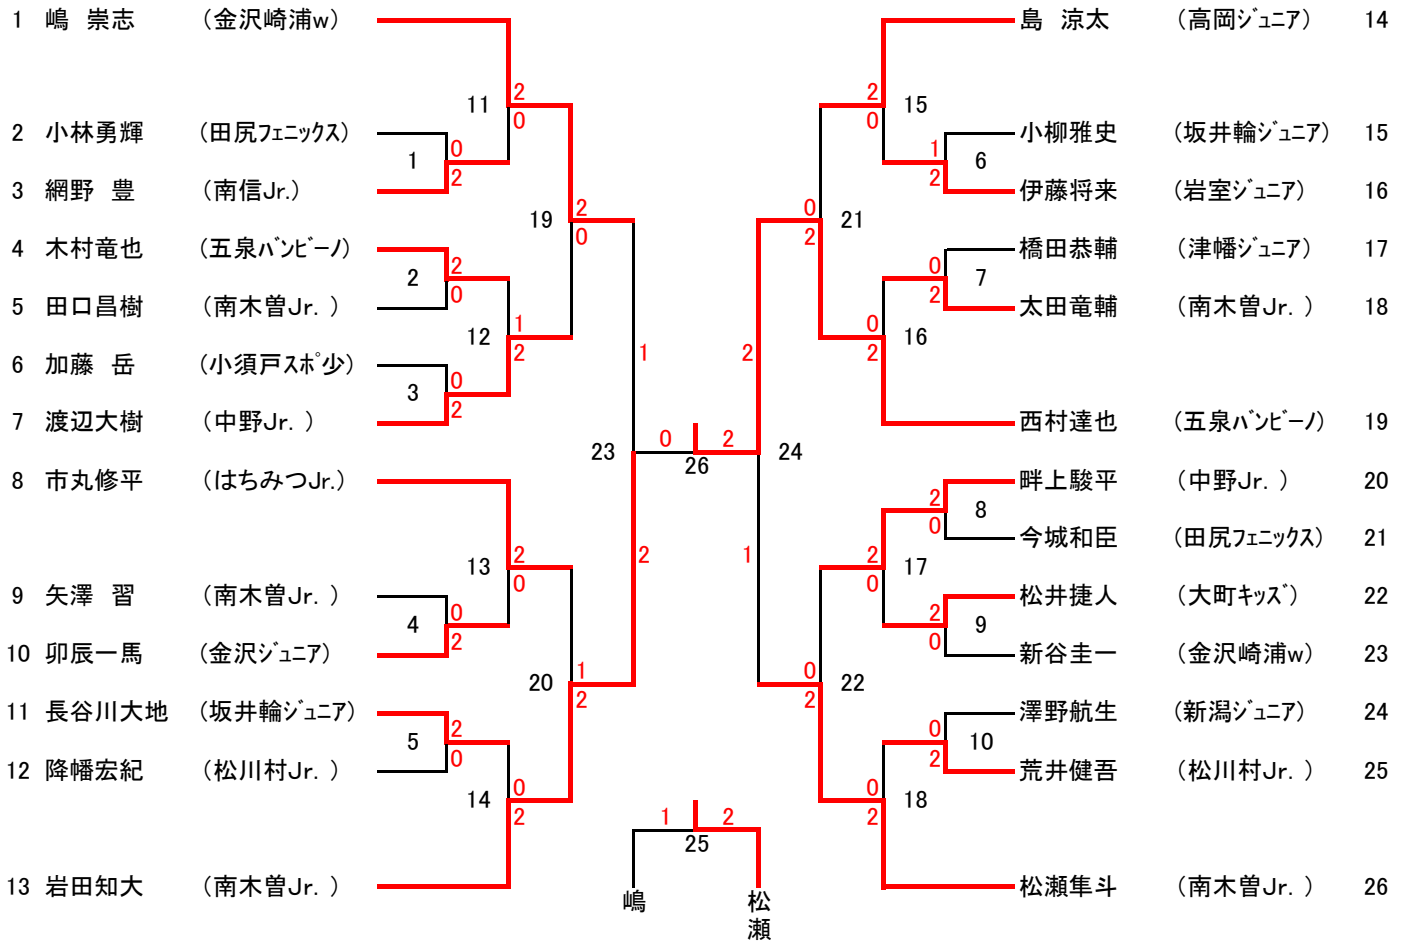 1 嶋 崇志 （金沢崎浦w）
2 小林勇輝 （田尻フェニックス）
3 網野 豊 （南信Jr.）
4 木村竜也 （五泉バンビーノ）
5 田口昌樹 （南木曽Jr.）
6 加藤 岳 （小須戸スポ少）
7 渡辺大樹 （中野Jr.）
8 市丸修平 （はちみつJr.）
9 矢澤 習 （南木曽Jr.）
10 卯辰一馬 （金沢ジュニア）
11 長谷川大地 （坂井輪ジュニア）
12 降幡宏紀 （松川村Jr.）
13 岩田知大 （南木曽Jr.）
1 0 2
2 2 0
3 0 2
4 0 2
5 2 0
11 2 0
12 1 2
13 2 0
14 0 2
19 2 0
20 1 2
23 1 2
26 0 2
25 1 2
嶋
松瀬
24 2 1
21 0 2
22 0 2
15 2 0
16 0 2
17 2 0
18 0 2
6 1 2
7 0 2
8 2 0
9 2 0
10 0 2
島 涼太 （高岡ジュニア） 14
小柳雅史 （坂井輪ジュニア） 15
伊藤将来 （岩室ジュニア） 16
橋田恭輔 （津幡ジュニア） 17
太田竜輔 （南木曽Jr.） 18
西村達也 （五泉バンビーノ） 19
畔上駿平 （中野Jr.） 20
今城和臣 （田尻フェニックス） 21
松井捷人 （大町キッズ） 22
新谷圭一 （金沢崎浦w） 23
澤野航生 （新潟ジュニア） 24
荒井健吾 （松川村Jr.） 25
松瀬隼斗 （南木曽Jr.） 26